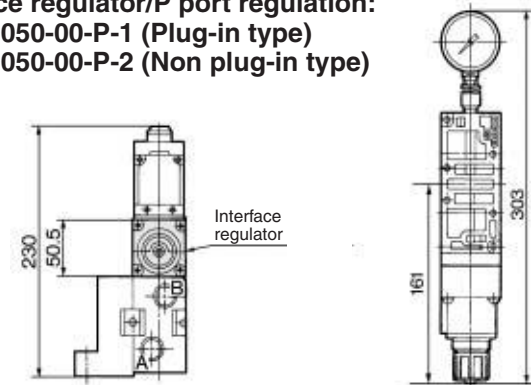 ce regulator/P port regulation:
050-00-P-1 (Plug-in type)
050-00-P-2 (Non plug-in type)
230
50.5
Interface
regulator
B
A
303
161